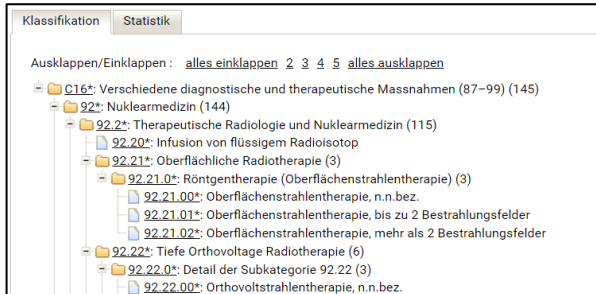 Klassifikation Statistik
Ausklappen/Einklappen : alles einklappen 2 3 4 5 alles ausklappen
C16*: Verschiedene diagnostische und therapeutische Massnahmen (87–99) (145)
92*: Nuklearmedizin (144)
92.2*: Therapeutische Radiologie und Nuklearmedizin (115)
92.20*: Infusion von flüssigem Radioisotop
92.21*: Oberflächliche Radiotherapie (3)
92.21.0*: Röntgentherapie (Oberflächenstrahlentherapie) (3)
92.21.00*: Oberflächenstrahlentherapie, n.n.bez.
92.21.01*: Oberflächenstrahlentherapie, bis zu 2 Bestrahlungsfelder
92.21.02*: Oberflächenstrahlentherapie, mehr als 2 Bestrahlungsfelder
92.22*: Tiefe Orthovoltage Radiotherapie (6)
92.22.0*: Detail der Subkategorie 92.22 (3)
92.22.00*: Orthovoltstrahlentherapie, n.n.bez.